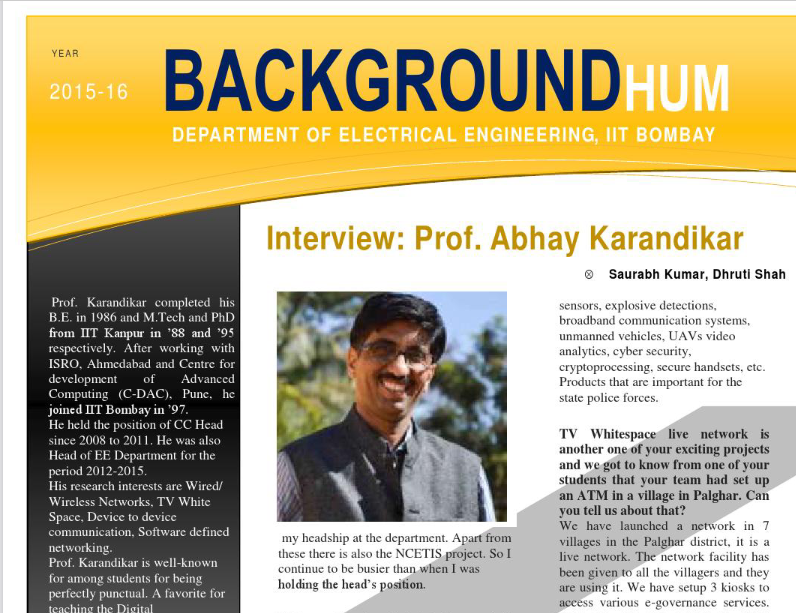 YEAR
2015-16
BACKGROUNDHUM
DEPARTMENT OF ELECTRICAL ENGINEERING, IIT BOMBAY
Interview: Prof. Abhay Karandikar
Saurabh Kumar, Dhruti Shah
Prof. Karandikar completed his
B.E. in 1986 and M.Tech and PhD
from IIT Kanpur in '88 and '95
respectively. After working with
ISRO, Ahmedabad and Centre for
development of Advanced
Computing (C-DAC), Pune, he
joined IIT Bombay in '97.
He held the position of CC Head
since 2008 to 2011. He was also
Head of EE Department for the
period 2012-2015.
His research interests are Wired/
Wireless Networks, TV White
Space, Device to device
communication, Software defined
networking.
Prof. Karandikar is well-known
for among students for being
perfectly punctual. A favorite for
teaching the Digital
my headship at the department. Apart from
these there is also the NCETIS project. So I
continue to be busier than when I was
holding the head's position.
sensors, explosive detections,
broadband communication systems,
unmanned vehicles, UAVs video
analytics, cyber security,
cryptoprocessing, secure handsets, etc.
Products that are important for the
state police forces.
TV Whitespace live network is
another one of your exciting projects
and we got to know from one of your
students that your team had set up
an ATM in a village in Palghar. Can
you tell us about that?
We have launched a network in 7
villages in the Palghar district, it is a
live network. The network facility has
been given to all the villagers and they
are using it. We have setup 3 kiosks to
access various e-governance services.